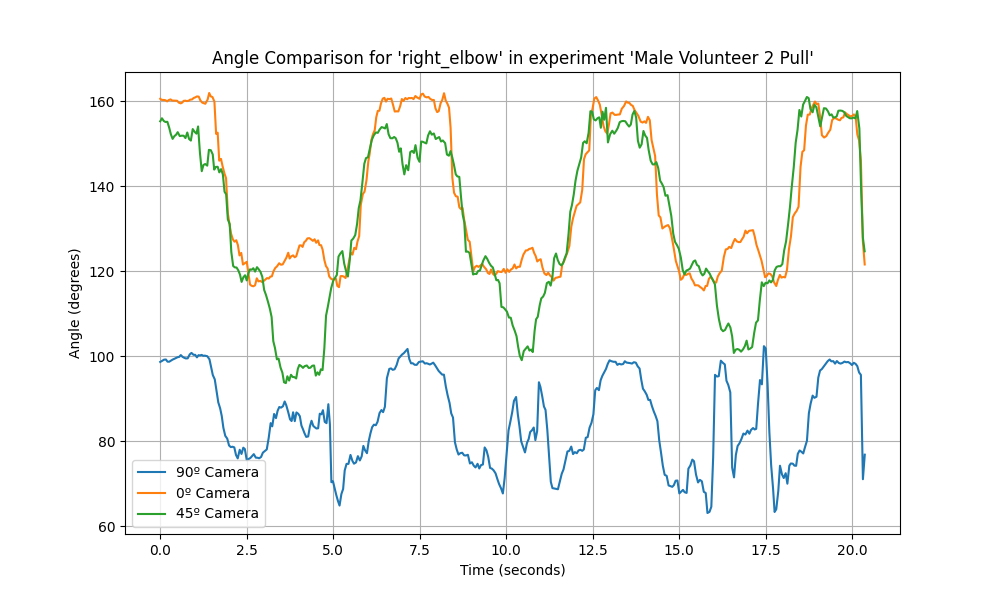 Angle Comparison for 'right_elbow' in experiment 'Male Volunteer 2 Pull'
160
140
120
100
80
60
Angle (degrees)
90º Camera
0º Camera
45º Camera
0.0 2.5 5.0 7.5 10.0 12.5 15.0 17.5 20.0
Time (seconds)